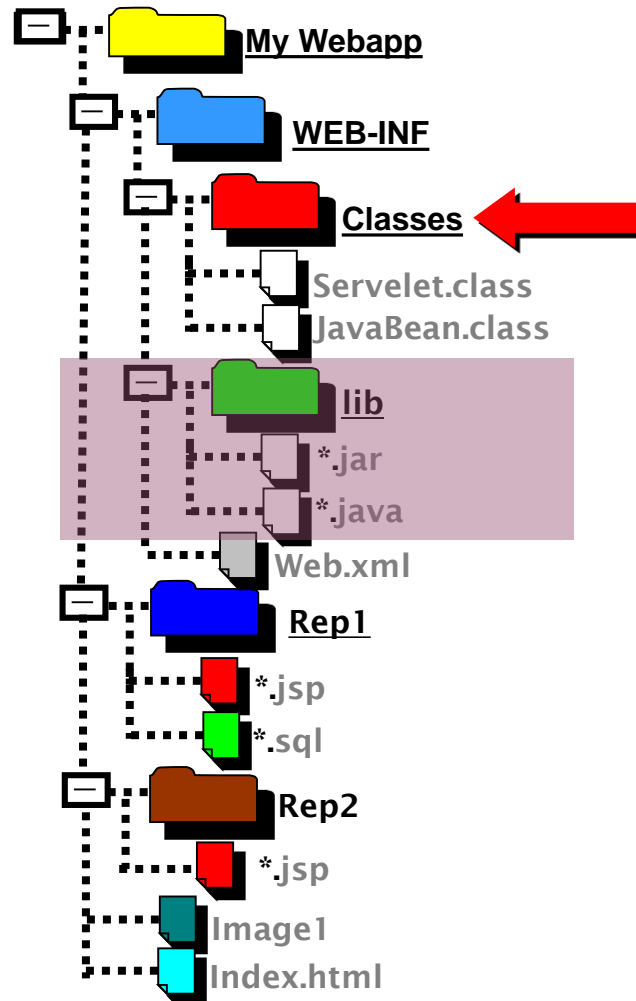 My Webapp
WEB-INF
Classes
Servelet.class
JavaBean.class
lib
*.jar
*.java
Web.xml
Rep1
*.jsp
*.sql
Rep2
*.jsp
Image1
Index.html